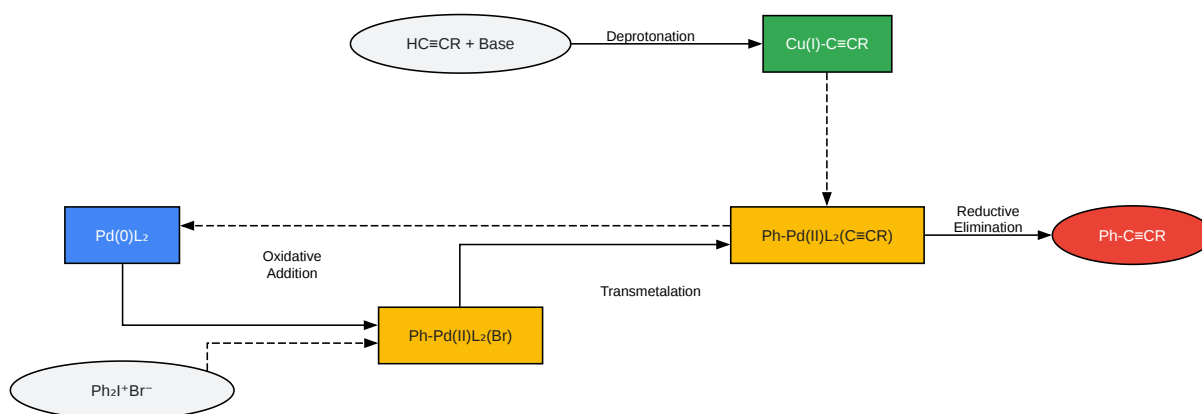 HC≡CR + Base
Deprotonation
Cu(I)-C≡CR
Pd(0)L₂
Oxidative
Addition
Ph-Pd(II)L₂(C≡CR)
Reductive
Elimination
Ph-C≡CR
Transmetalation
Ph-Pd(II)L₂(Br)
Ph₂I⁺Br⁻